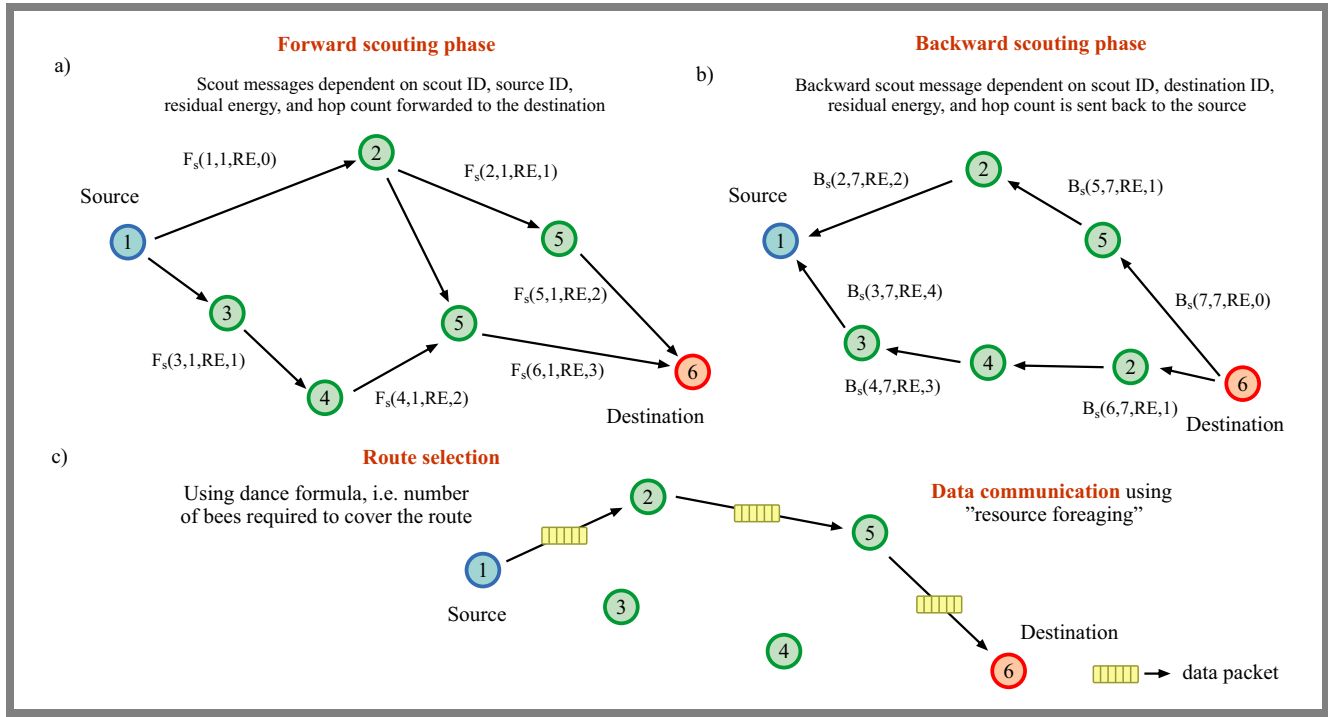 Forward scouting phase
a)
Scout messages dependent on scout ID, source ID,
residual energy, and hop count forwarded to the destination
Fs(1,1,RE,0)
2
Fs(2,1,RE,1)
Source
1
5
Fs(5,1,RE,2)
3
5
Fs(3,1,RE,1)
Fs(6,1,RE,3)
6
4
Fs(4,1,RE,2)
Destination
Backward scouting phase
b)
Backward scout message dependent on scout ID, destination ID,
residual energy, and hop count is sent back to the source
Bs(2,7,RE,2)
2
Bs(5,7,RE,1)
Source
1
5
Bs(3,7,RE,4)
Bs(7,7,RE,0)
3
4
2
6
Bs(4,7,RE,3)
Bs(6,7,RE,1)
Destination
c)
Route selection
Using dance formula, i.e. number
of bees required to cover the route
2
Data communication using
”resource foreaging”
5
1
Source
3
4
Destination
6
data packet